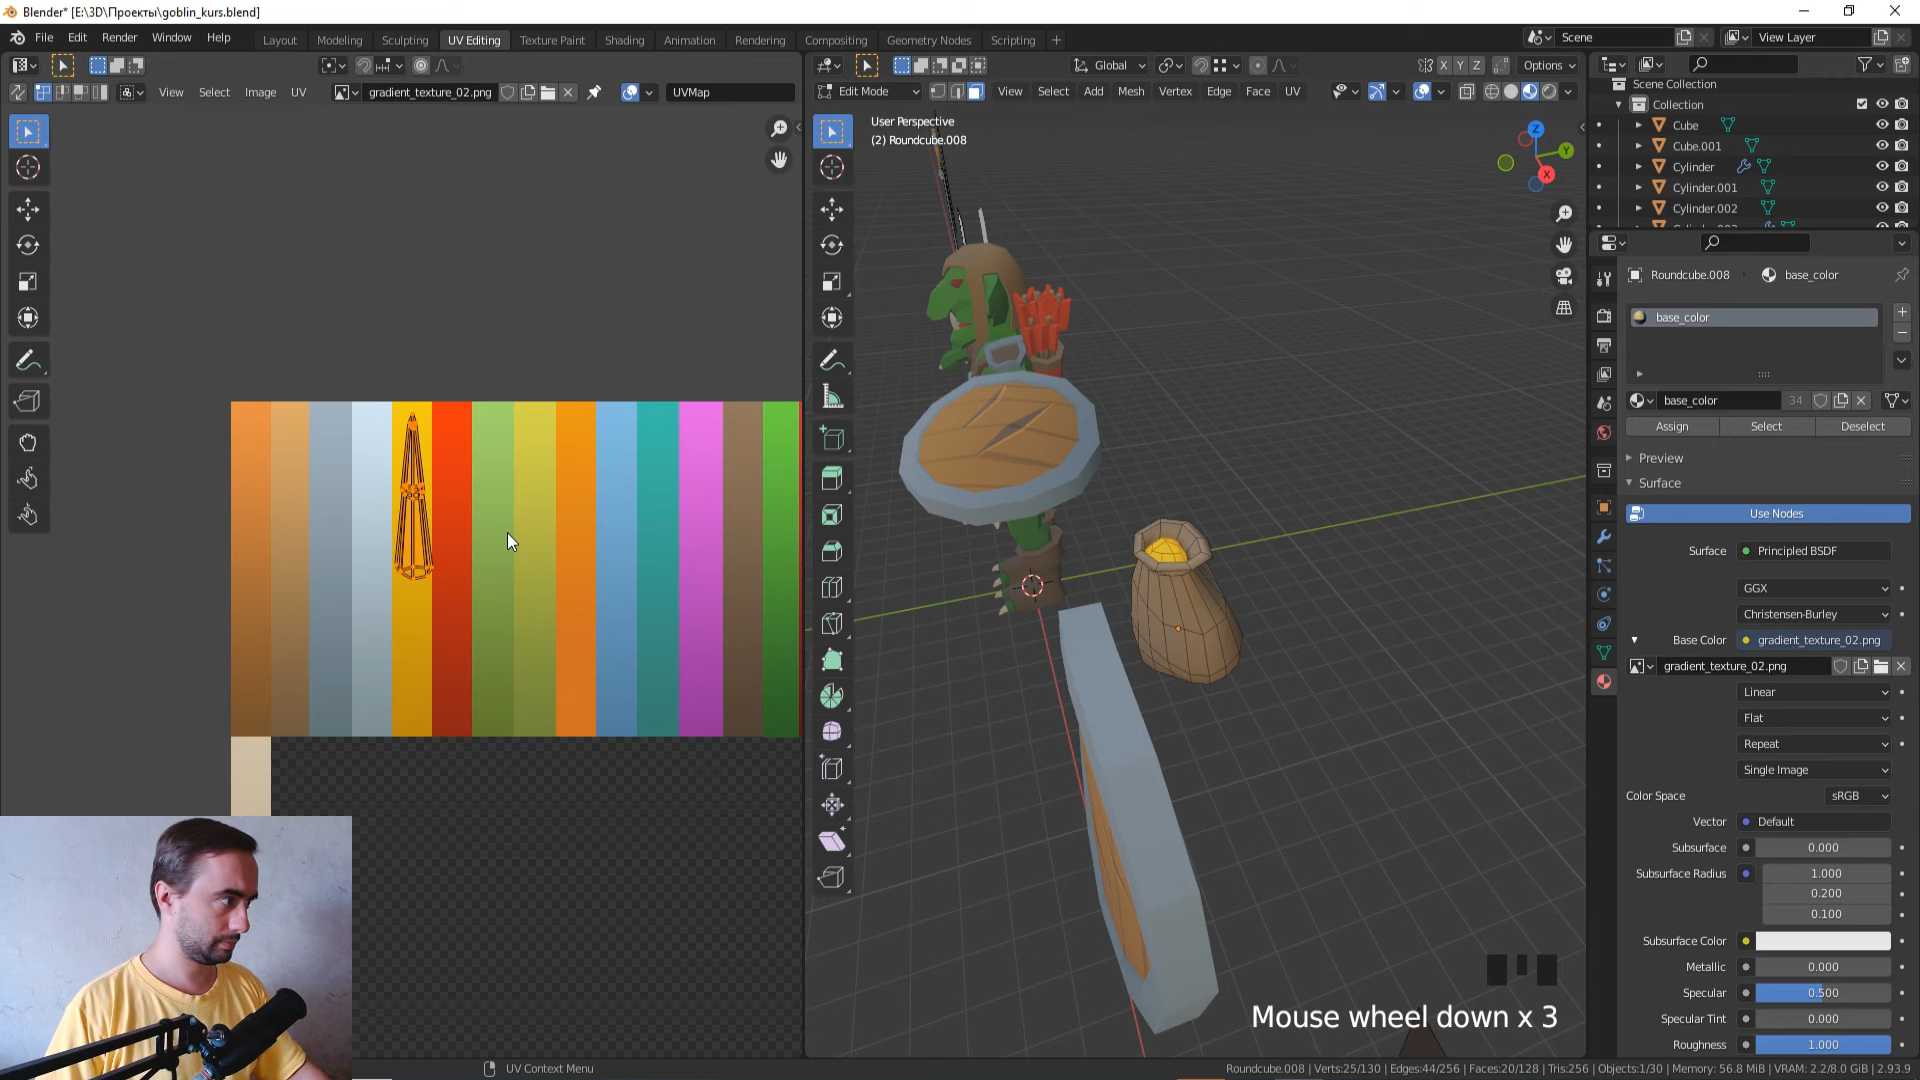 Blender* [E:\3D\Проекты\goblin_kurs.blend]
File Edit Render Window Help
Layout Modeling Sculpting UV Editing Texture Paint Shading Animation Rendering Compositing Geometry Nodes Scripting +
Scene
View Layer
Global
X Y Z
Options
View Select Image UV
gradient_texture_02.png
UVMap
Edit Mode
View Select Add Mesh Vertex Edge Face UV
User Perspective
(2) Roundcube.008
Z
Y
X
Scene Collection
Collection
Cube
Cube.001
Cylinder
Cylinder.001
Cylinder.002
Roundcube.008
base_color
base_color
base_color
34
Assign
Select
Deselect
Preview
Surface
Use Nodes
Surface
Principled BSDF
GGX
Christensen-Burley
Base Color
gradient_texture_02.png
gradient_texture_02.png
Linear
Flat
Repeat
Single Image
Color Space
sRGB
Vector
Default
Subsurface
0.000
Subsurface Radius
1.000
0.200
0.100
Subsurface Color
Metallic
0.000
Specular
0.500
Specular Tint
0.000
Roughness
1.000
Mouse wheel down x 3
UV Context Menu
Roundcube.008 | Verts:25/130 | Edges:44/256 | Faces:20/128 | Tris:256 | Objects:1/30 | Memory: 56.8 MiB | VRAM: 2.2/8.0 GiB | 2.93.9